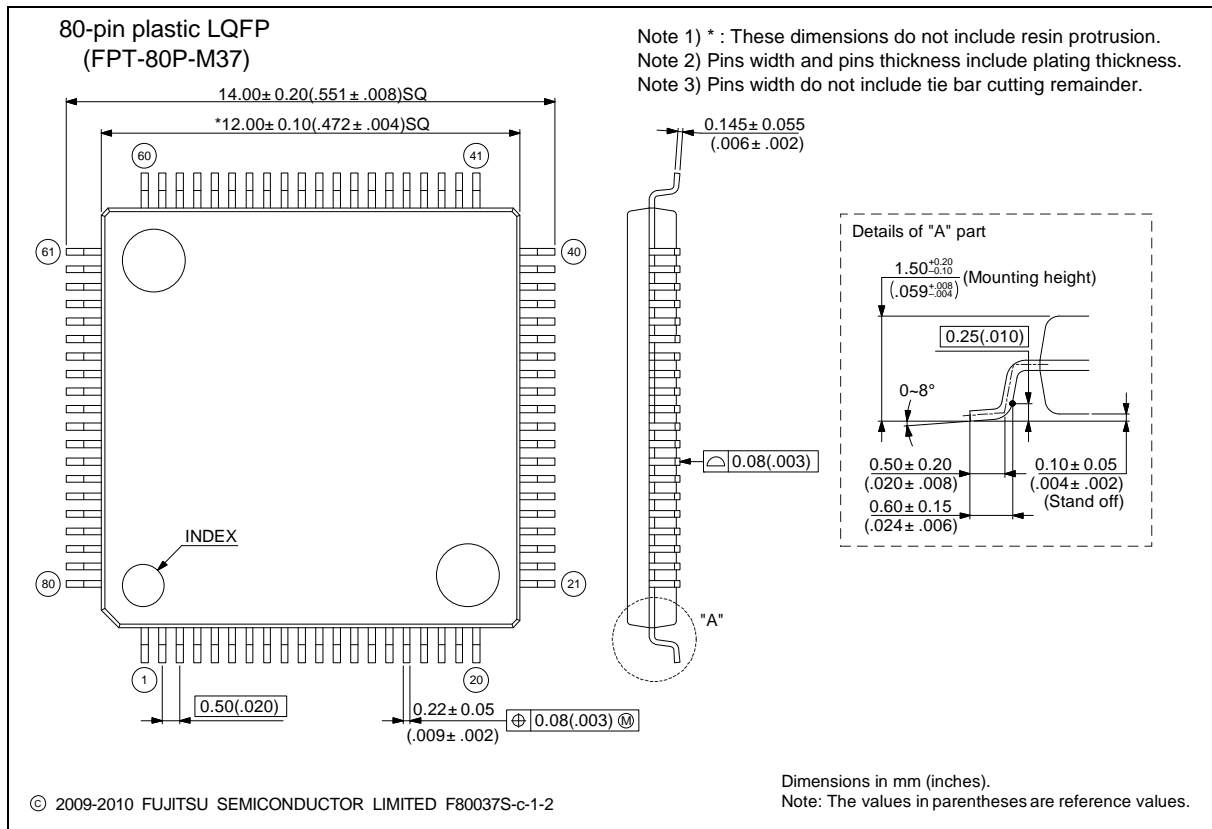 80-pin plastic LQFP
(FPT-80P-M37)
Note 1) * : These dimensions do not include resin protrusion.
Note 2) Pins width and pins thickness include plating thickness.
Note 3) Pins width do not include tie bar cutting remainder.
14.00±0.20(.551±.008)SQ
*12.00±0.10(.472±.004)SQ
0.145±0.055
(.006±.002)
60
41
61
40
Details of "A" part
1.50+0.20−0.10
(.059+.008−.004)
(Mounting height)
0.25(.010)
0~8°
0.08(.003)
0.50±0.20
(.020±.008)
0.10±0.05
(.004±.002)
(Stand off)
0.60±0.15
(.024±.006)
INDEX
80
21
"A"
1
20
0.50(.020)
0.22±0.05
(.009±.002)
⌖ 0.08(.003) Ⓜ
© 2009-2010 FUJITSU SEMICONDUCTOR LIMITED F80037S-c-1-2
Dimensions in mm (inches).
Note: The values in parentheses are reference values.